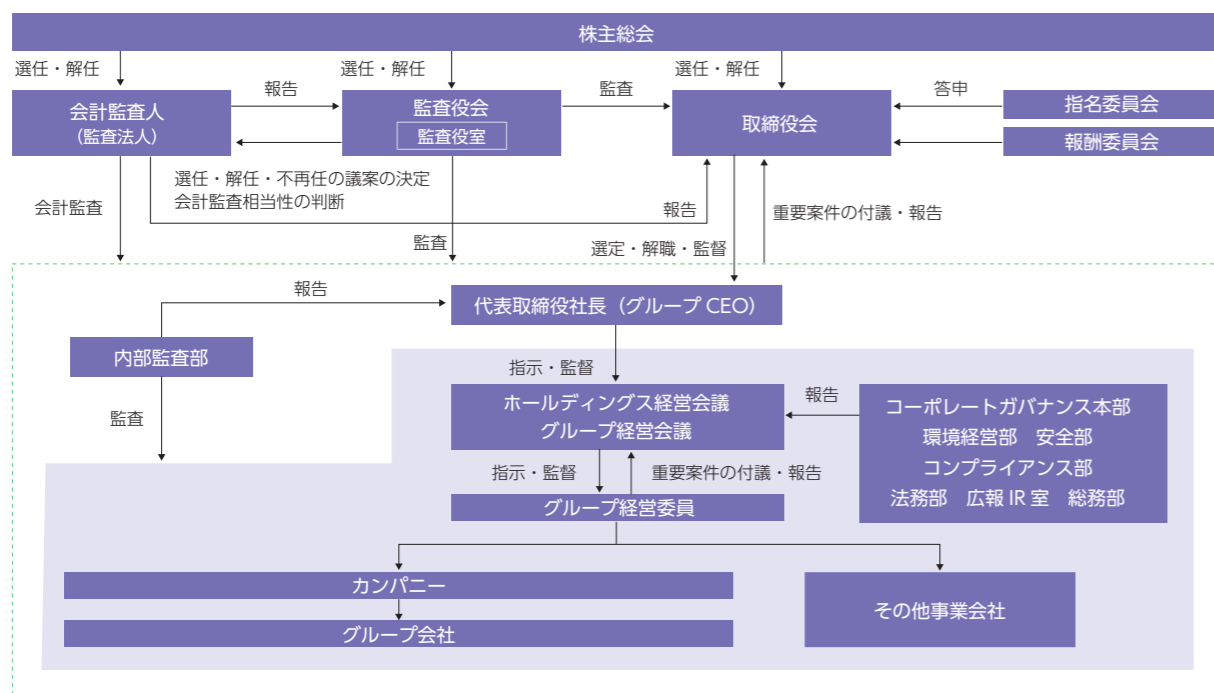 株主総会
選任・解任
選任・解任
選任・解任
会計監査人
（監査法人）
報告
監査役会
監査役室
監査
取締役会
答申
指名委員会
報酬委員会
選任・解任・不再任の議案の決定
会計監査相当性の判断
会計監査
監査
報告
選定・解職・監督
重要案件の付議・報告
報告
代表取締役社長（グループ CEO）
内部監査部
監査
指示・監督
ホールディングス経営会議
グループ経営会議
報告
コーポレートガバナンス本部
環境経営部　安全部
コンプライアンス部
法務部　広報 IR 室　総務部
指示・監督
重要案件の付議・報告
グループ経営委員
カンパニー
グループ会社
その他事業会社